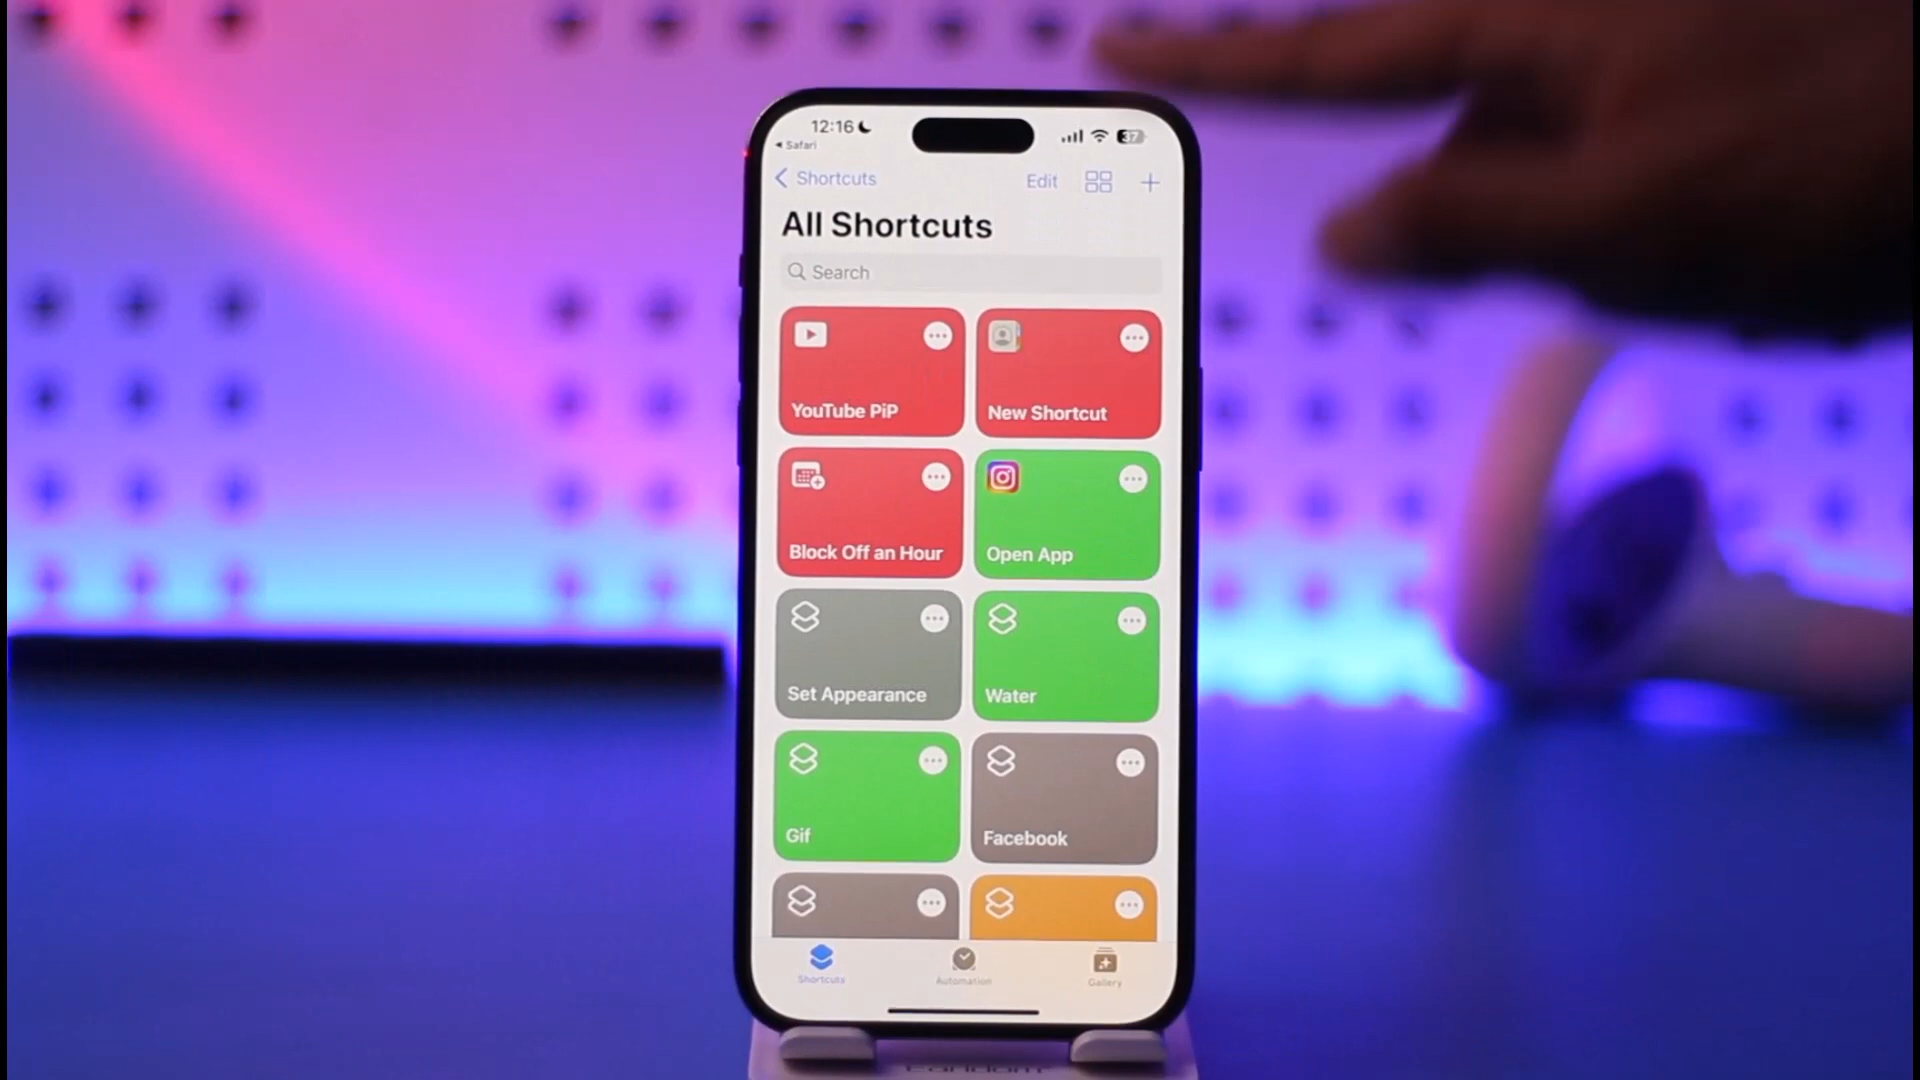 12:16
37
Safari
Shortcuts
Edit
All Shortcuts
Search
YouTube PiP
New Shortcut
Block Off an Hour
Open App
Set Appearance
Water
Gif
Facebook
Shortcuts
Automation
Gallery